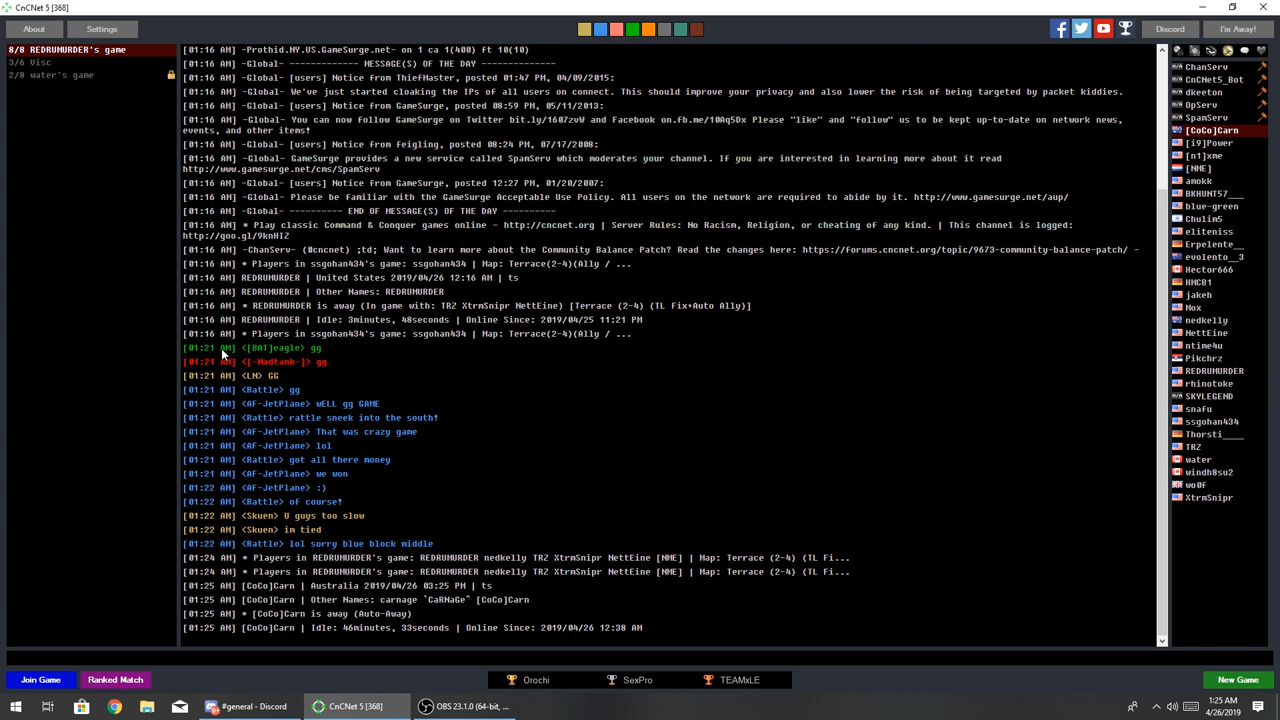 CnCNet 5 [368]
About
Settings
Discord
I'm Away!
8/8 REDRUMURDER's game
3/6 Visc
2/8 water's game
[01:16 AM] -Prothid.NY.US.GameSurge.net- on 1 ca 1(400) ft 10(10)
[01:16 AM] -Global- -------------- MESSAGE(S) OF THE DAY --------------
[01:16 AM] -Global- [users] Notice from ThiefMaster, posted 01:47 PM, 04/09/2015:
[01:16 AM] -Global- We've just started cloaking the IPs of all users on connect. This should improve your privacy and also lower the risk of being targeted by packet kiddies.
[01:16 AM] -Global- [users] Notice from GameSurge, posted 08:59 PM, 05/11/2013:
[01:16 AM] -Global- You can now follow GameSurge on Twitter bit.ly/1607zvW and Facebook on.fb.me/10Aq5Dx Please "like" and "follow" us to be kept up-to-date on network news,
events, and other items!
[01:16 AM] -Global- [users] Notice from feigling, posted 08:24 PM, 07/17/2008:
[01:16 AM] -Global- GameSurge provides a new service called SpamServ which moderates your channel. If you are interested in learning more about it read
http://www.gamesurge.net/cms/SpamServ
[01:16 AM] -Global- [users] Notice from GameSurge, posted 12:27 PM, 01/20/2007:
[01:16 AM] -Global- Please be familiar with the GameSurge Acceptable Use Policy. All users on the network are required to abide by it. http://www.gamesurge.net/aup/
[01:16 AM] -Global- ---------- END OF MESSAGE(S) OF THE DAY ----------
[01:16 AM] * Play classic Command & Conquer games online - http://cncnet.org | Server Rules: No Racism, Religion, or cheating of any kind. | This channel is logged:
http://goo.gl/9knHIZ
[01:16 AM] -ChanServ- (#cncnet) ;td; Want to learn more about the Community Balance Patch? Read the changes here: https://forums.cncnet.org/topic/9673-community-balance-patch/ -
[01:16 AM] * Players in ssgohan434's game: ssgohan434 | Map: Terrace(2-4)(Ally / ...
[01:16 AM] REDRUMURDER | United States 2019/04/26 12:16 AM | ts
[01:16 AM] REDRUMURDER | Other Names: REDRUMURDER
[01:16 AM] * REDRUMURDER is away (In game with: TRZ XtrmSnipr NettEine) [Terrace (2-4) (TL Fix+Auto Ally)]
[01:16 AM] REDRUMURDER | Idle: 3minutes, 48seconds | Online Since: 2019/04/25 11:21 PM
[01:16 AM] * Players in ssgohan434's game: ssgohan434 | Map: Terrace(2-4)(Ally / ...
[01:21 AM] <[BAT]eagle> gg
[01:21 AM] <[-Madtank-]> gg
[01:21 AM] <LN> GG
[01:21 AM] <Rattle> gg
[01:21 AM] <AF-JetPlane> wELL gg GAME
[01:21 AM] <Rattle> rattle sneek into the south!
[01:21 AM] <AF-JetPlane> That was crazy game
[01:21 AM] <AF-JetPlane> lol
[01:21 AM] <Rattle> got all there money
[01:21 AM] <AF-JetPlane> we won
[01:22 AM] <AF-JetPlane> :)
[01:22 AM] <Rattle> of course!
[01:22 AM] <Skuen> U guys too slow
[01:22 AM] <Skuen> im tied
[01:22 AM] <Rattle> lol sorry blue block middle
[01:24 AM] * Players in REDRUMURDER's game: REDRUMURDER nedkelly TRZ XtrmSnipr NettEine [NME] | Map: Terrace (2-4) (TL Fi...
[01:24 AM] * Players in REDRUMURDER's game: REDRUMURDER nedkelly TRZ XtrmSnipr NettEine [NME] | Map: Terrace (2-4) (TL Fi...
[01:25 AM] [CoCo]Carn | Australia 2019/04/26 03:25 PM | ts
[01:25 AM] [CoCo]Carn | Other Names: carnage `CaRNaGe^ [CoCo]Carn
[01:25 AM] * [CoCo]Carn is away (Auto-Away)
[01:25 AM] [CoCo]Carn | Idle: 46minutes, 33seconds | Online Since: 2019/04/26 12:38 AM
N/A ChanServ
N/A CnCNet5_Bot
N/A dkeeton
N/A OpServ
N/A SpamServ
[CoCo]Carn
[i9]Power
[n1]xme
[NME]
amokk
BKHUNT57___
blue-green
Chulim5
eliteniss
Erpelente__
evolento__3
Hector666
HMCB1
jakeh
Mox
nedkelly
NettEine
ntime4u
Pikchrz
REDRUMURDER
rhinotoke
N/A SKYLEGEND
snafu
ssgohan434
Thorsti____
TRZ
water
windh8su2
wo0f
XtrmSnipr
Join Game
Ranked Match
Orochi
SexPro
TEAMxLE
New Game
#general - Discord
CnCNet 5 [368]
OBS 23.1.0 (64-bit, ...
1:25 AM
4/26/2019